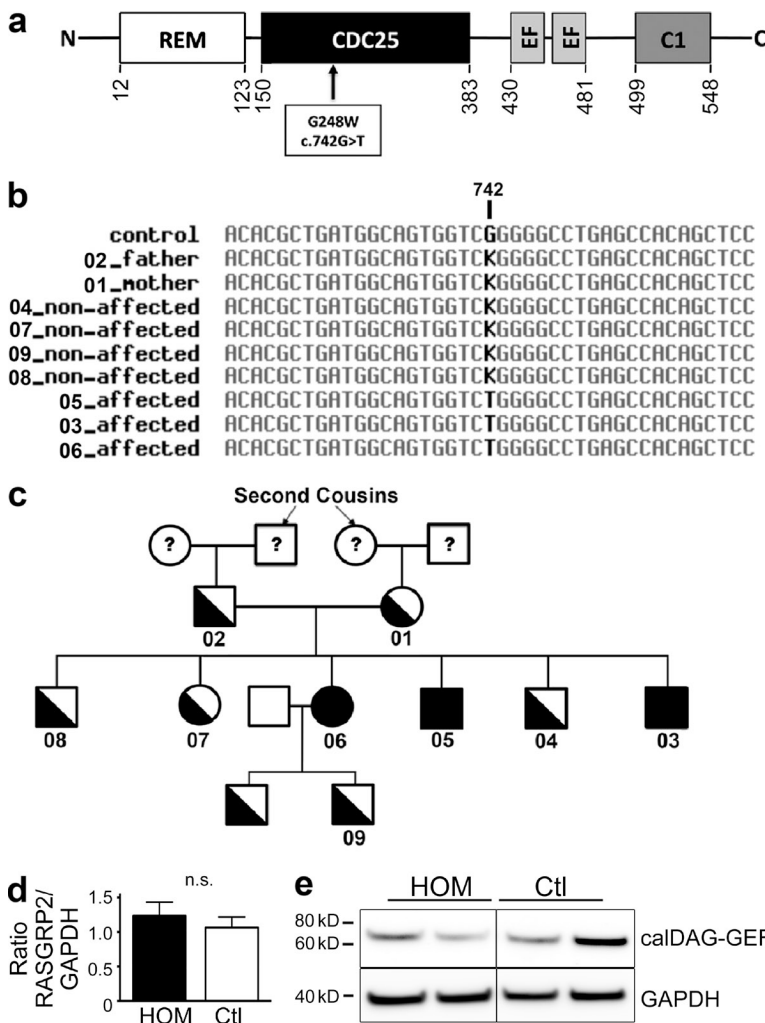 a
N REM CDC25 EF EF C1 C
12 123 150 383 430 481 499 548
G248W
c.742G>T
b
742
control ACACGCTGATGGCAGTGGTCGGGGGCCTGAGCCACAGCTCC
02_father ACACGCTGATGGCAGTGGTCKGGGGCCTGAGCCACAGCTCC
01_mother ACACGCTGATGGCAGTGGTCKGGGGCCTGAGCCACAGCTCC
04_non-affected ACACGCTGATGGCAGTGGTCKGGGGCCTGAGCCACAGCTCC
07_non-affected ACACGCTGATGGCAGTGGTCKGGGGCCTGAGCCACAGCTCC
09_non-affected ACACGCTGATGGCAGTGGTCKGGGGCCTGAGCCACAGCTCC
08_non-affected ACACGCTGATGGCAGTGGTCKGGGGCCTGAGCCACAGCTCC
05_affected ACACGCTGATGGCAGTGGTCTGGGGCCTGAGCCACAGCTCC
03_affected ACACGCTGATGGCAGTGGTCTGGGGCCTGAGCCACAGCTCC
06_affected ACACGCTGATGGCAGTGGTCTGGGGCCTGAGCCACAGCTCC
c
Second Cousins
? ? ? ?
02 01
08 07 06 05 04 03
09
d
n.s.
Ratio
RASGRP2/
GAPDH
1.5
1.0
0.5
0
HOM Ctl
e
HOM Ctl
80 kD
60 kD
calDAG-GEF
40 kD
GAPDH